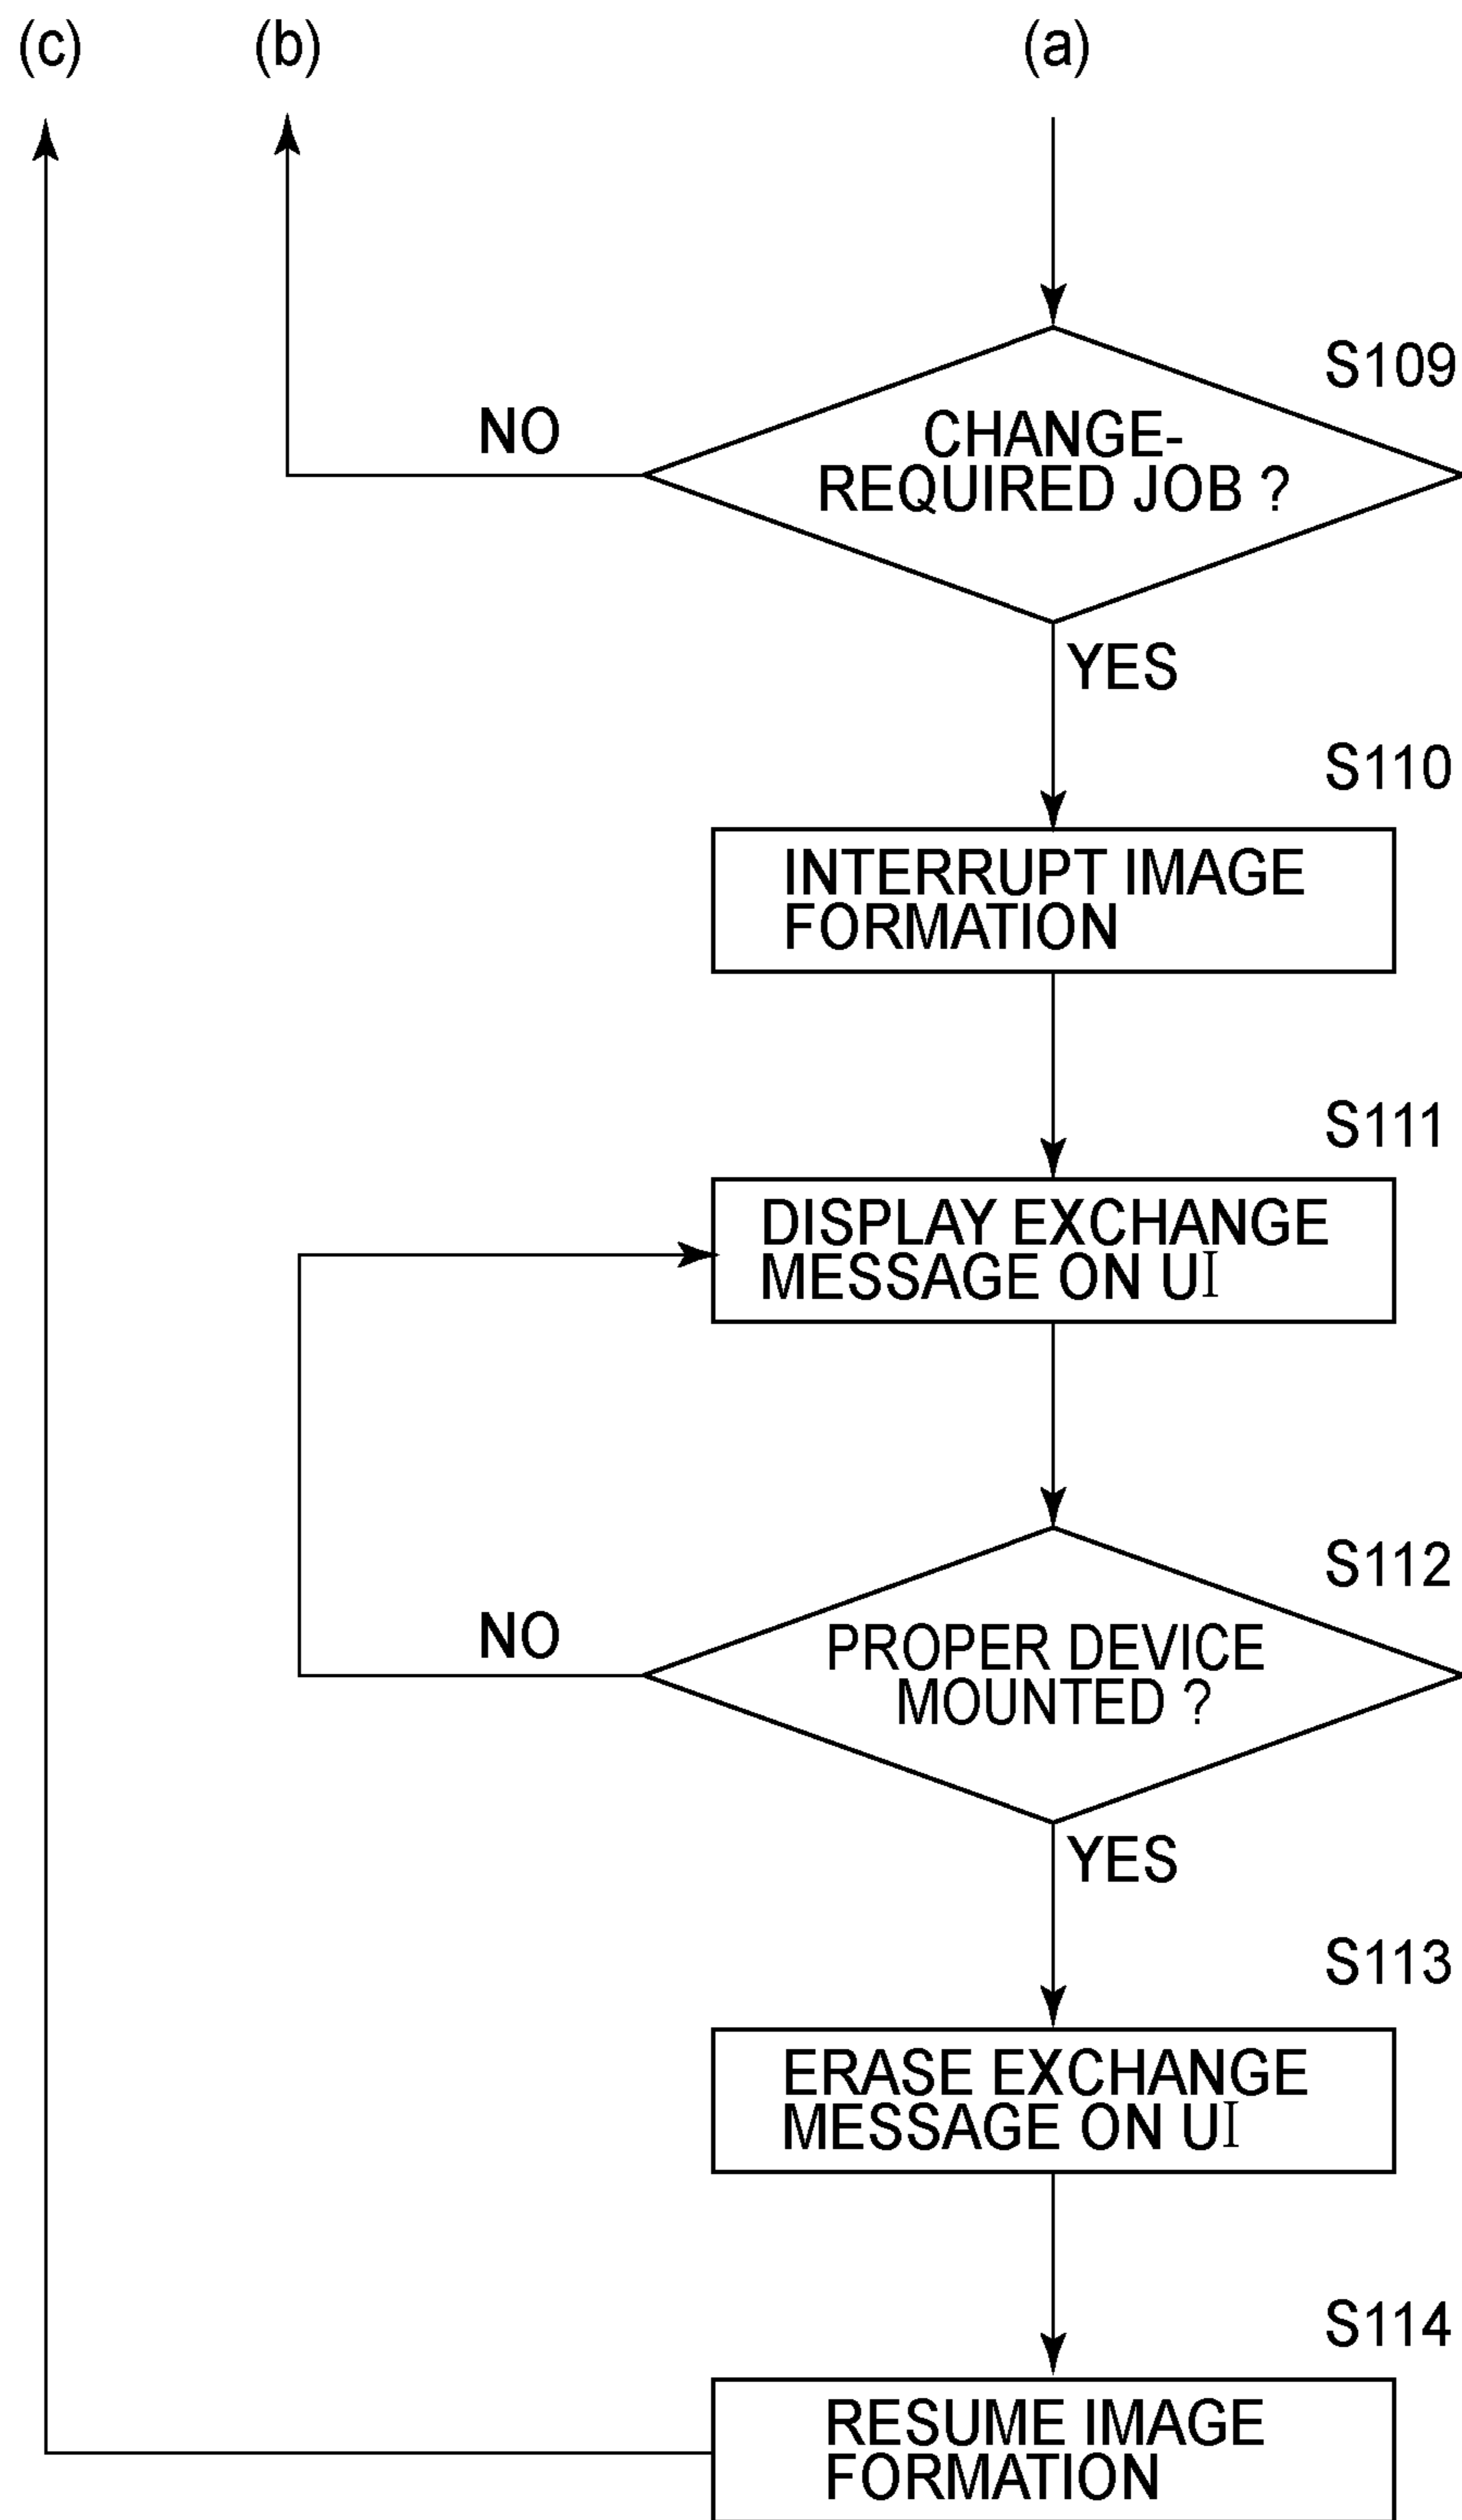 (c)
(b)
(a)
S109
CHANGE-
REQUIRED JOB ?
NO
YES
S110
INTERRUPT IMAGE
FORMATION
S111
DISPLAY EXCHANGE
MESSAGE ON UI
S112
PROPER DEVICE
MOUNTED ?
NO
YES
S113
ERASE EXCHANGE
MESSAGE ON UI
S114
RESUME IMAGE
FORMATION